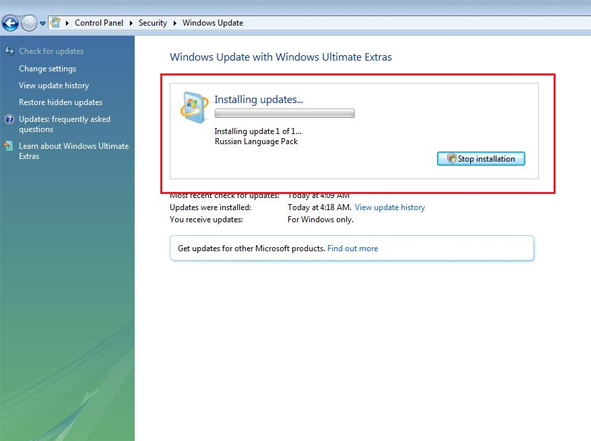 Control Panel Security Windows Update
Check for updates
Change settings
View update history
Restore hidden updates
Updates: frequently asked
questions
Learn about Windows Ultimate
Extras
Windows Update with Windows Ultimate Extras
Installing updates...
Installing update 1 of 1...
Russian Language Pack
Stop installation
Most recent check for updates: Today at 4:09 AM
Updates were installed: Today at 4:18 AM. View update history
You receive updates: For Windows only.
Get updates for other Microsoft products. Find out more